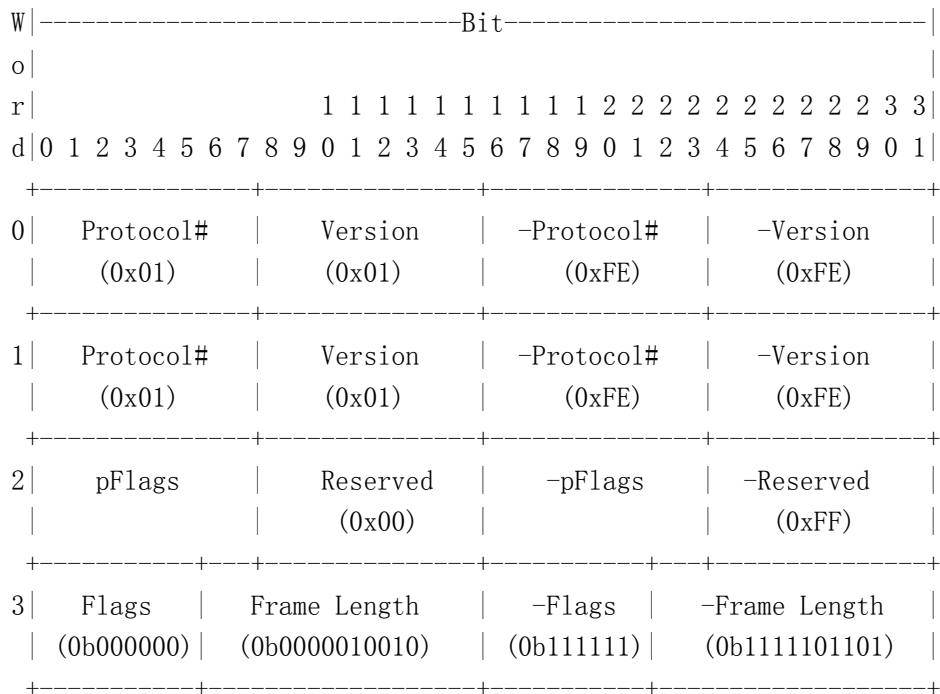 W|------------------------------Bit------------------------------|
o|                                                               |
r|                    1 1 1 1 1 1 1 1 1 1 2 2 2 2 2 2 2 2 2 2 3 3|
d|0 1 2 3 4 5 6 7 8 9 0 1 2 3 4 5 6 7 8 9 0 1 2 3 4 5 6 7 8 9 0 1|
 +---------------+---------------+---------------+---------------+
0|   Protocol#   |    Version    |  -Protocol#   |   -Version    |
 |    (0x01)     |    (0x01)     |     (0xFE)    |    (0xFE)     |
 +---------------+---------------+---------------+---------------+
1|   Protocol#   |    Version    |  -Protocol#   |   -Version    |
 |    (0x01)     |    (0x01)     |     (0xFE)    |    (0xFE)     |
 +---------------+---------------+---------------+---------------+
2|    pFlags     |    Reserved   |    -pFlags    |  -Reserved    |
 |               |     (0x00)    |               |    (0xFF)     |
 +-----------+---+---------------+-----------+---+---------------+
3|   Flags   |   Frame Length    |   -Flags  |   -Frame Length   |
 | (0b000000)|  (0b0000010010)   | (0b111111)|   (0b1111101101)  |
 +-----------+-------------------+-----------+-------------------+